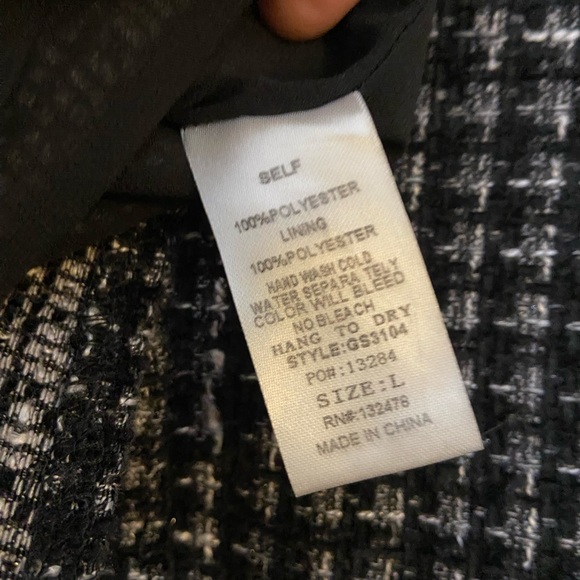 SELF
100%POLYESTER
LINING
100%POLYESTER
HAND WASH COLD
WATER SEPARA TELY
COLOR WILL BLEED
NO BLEACH
HANG TO DRY
STYLE:GS3104
PO#:13284
SIZE:L
RN#:132478
MADE IN CHINA